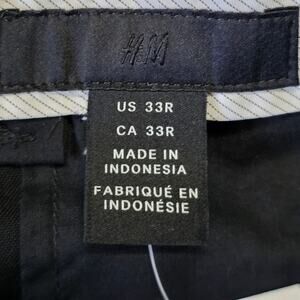 H&M
US 33R
CA 33R
MADE IN
INDONESIA
FABRIQUÉ EN
INDONÉSIE